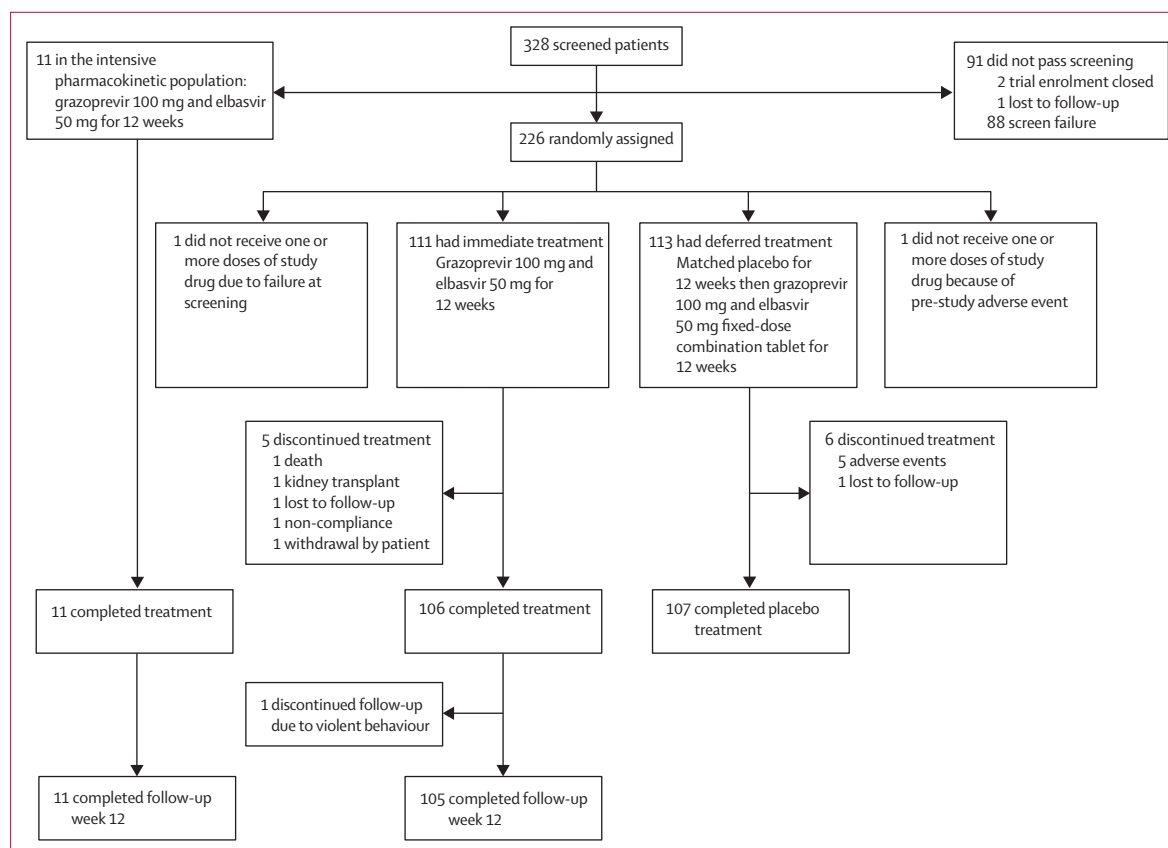 328 screened patients
11 in the intensive
pharmacokinetic population:
grazoprevir 100 mg and elbasvir
50 mg for 12 weeks
91 did not pass screening
2 trial enrolment closed
1 lost to follow-up
88 screen failure
226 randomly assigned
1 did not receive one or
more doses of study
drug due to failure at
screening
111 had immediate treatment
Grazoprevir 100 mg and
elbasvir 50 mg for
12 weeks
113 had deferred treatment
Matched placebo for
12 weeks then grazoprevir
100 mg and elbasvir
50 mg fixed-dose
combination tablet for
12 weeks
1 did not receive one or
more doses of study
drug because of
pre-study adverse event
5 discontinued treatment
1 death
1 kidney transplant
1 lost to follow-up
1 non-compliance
1 withdrawal by patient
6 discontinued treatment
5 adverse events
1 lost to follow-up
11 completed treatment
106 completed treatment
107 completed placebo
treatment
1 discontinued follow-up
due to violent behaviour
11 completed follow-up
week 12
105 completed follow-up
week 12